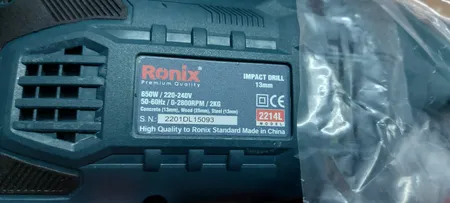 Ronix
Premium Quality
IMPACT DRILL
13mm
650W / 220-240V
50-60Hz / 0-2800RPM / 2KG
Concrete (13mm), Wood (25mm), Steel (13mm)
S.N: 2201DL15093
2214L
MODEL
High Quality to Ronix Standard Made in China